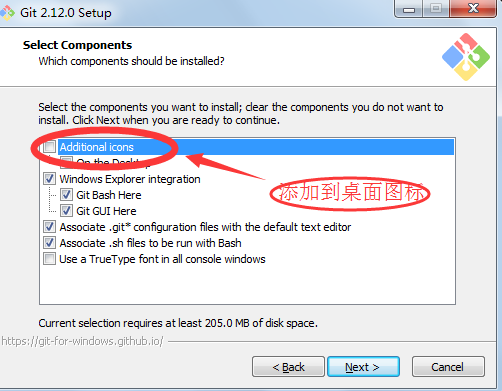 Git 2.12.0 Setup
Select Components
Which components should be installed?
Select the components you want to install; clear the components you do not want to
install. Click Next when you are ready to continue.
Additional icons
On the Desktop
Windows Explorer integration
添加到桌面图标
Git Bash Here
Git GUI Here
Associate .git* configuration files with the default text editor
Associate .sh files to be run with Bash
Use a TrueType font in all console windows
Current selection requires at least 205.0 MB of disk space.
https://git-for-windows.github.io/
< Back
Next >
Cancel